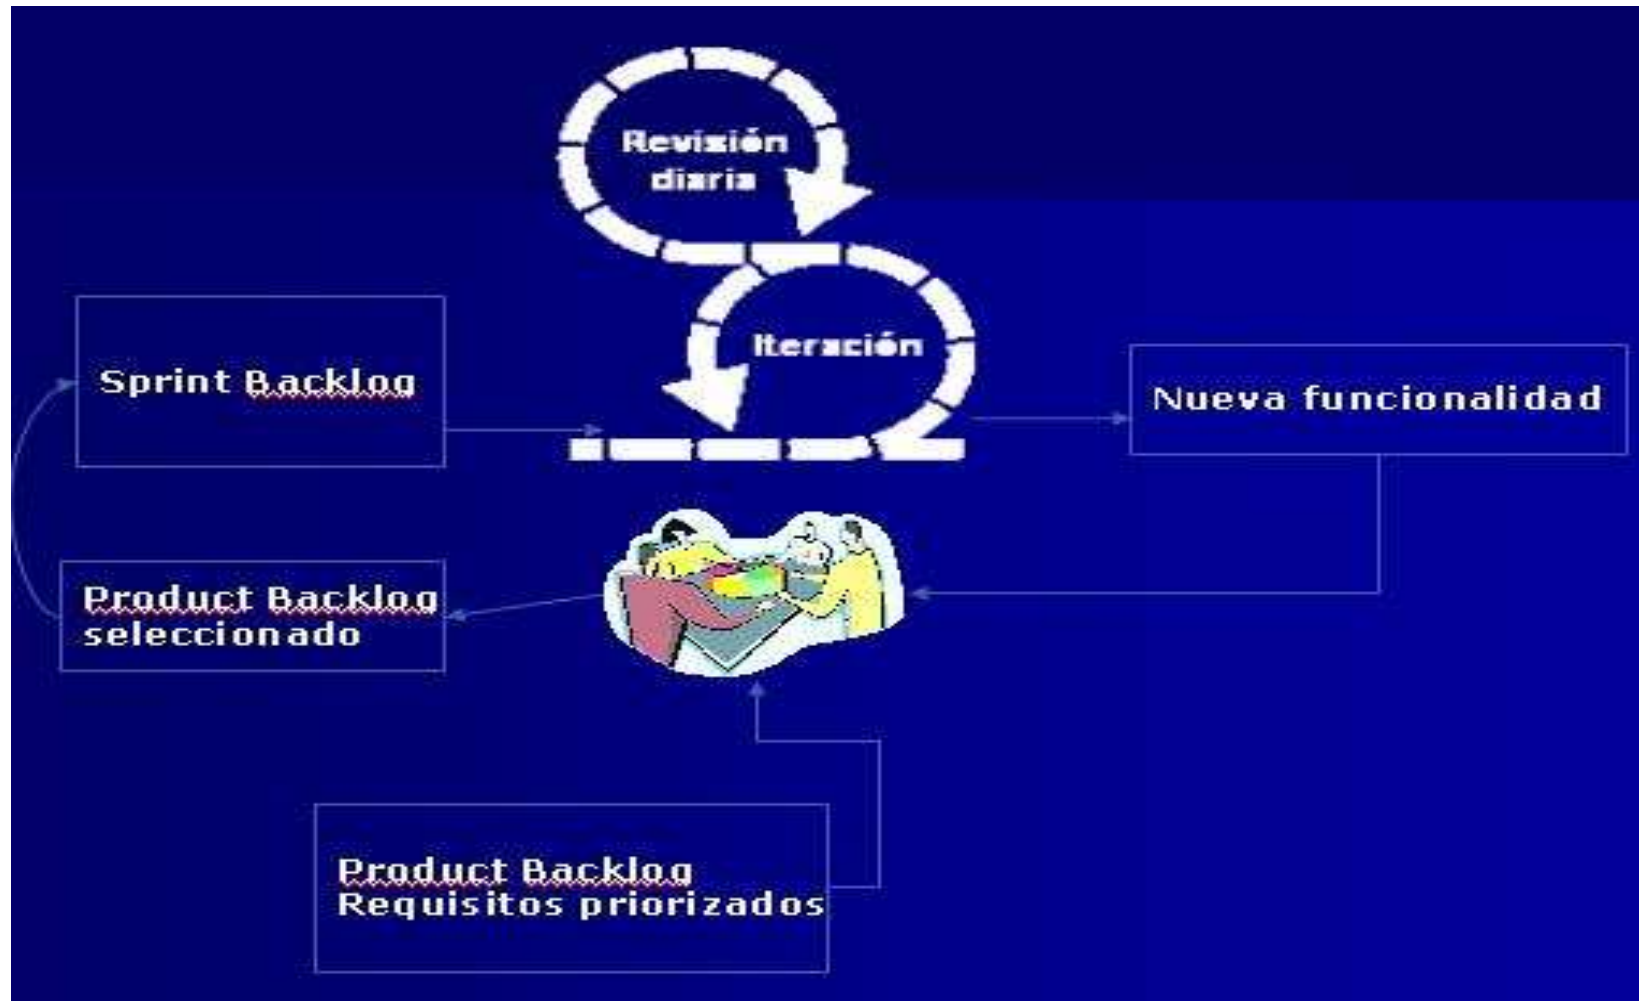 Revisión
diaria
Iteración
Sprint Backlog
Nueva funcionalidad
Product Backlog
seleccionado
Product Backlog
Requisitos priorizados